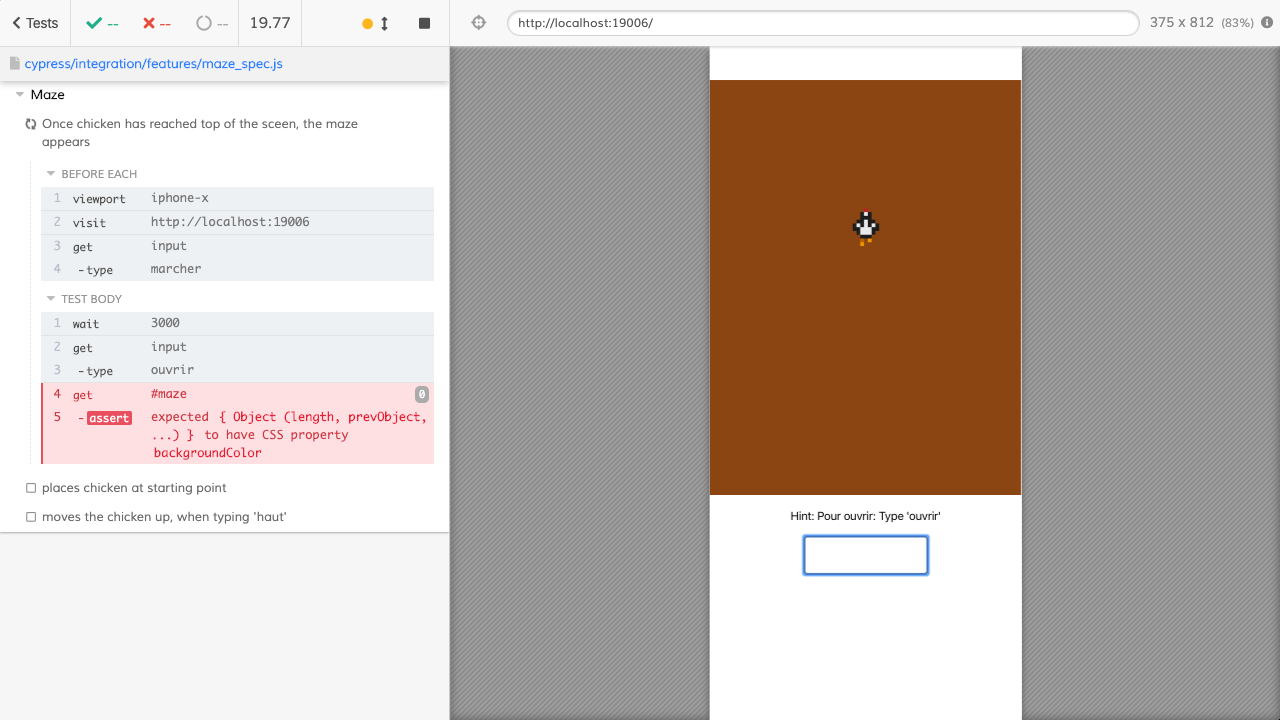 Tests
--
--
--
19.77
http://localhost:19006/
375 x 812 (83%)
cypress/integration/features/maze_spec.js
Maze
Once chicken has reached top of the sceen, the maze
appears
BEFORE EACH
1 viewport iphone-x
2 visit http://localhost:19006
3 get input
4 -type marcher
TEST BODY
1 wait 3000
2 get input
3 -type ouvrir
4 get #maze 0
5 -assert expected { Object (length, prevObject,
...) } to have CSS property
backgroundColor
places chicken at starting point
moves the chicken up, when typing 'haut'
Hint: Pour ouvrir: Type 'ouvrir'